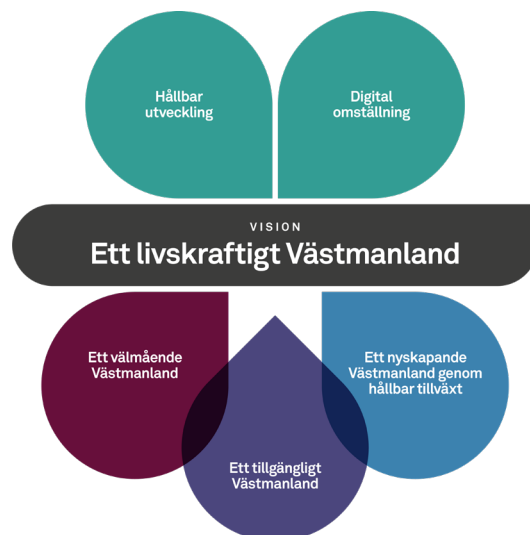 Hållbar
utveckling
Digital
omställning
VISION
Ett livskraftigt Västmanland
Ett välmående
Västmanland
Ett nyskapande
Västmanland genom
hållbar tillväxt
Ett tillgängligt
Västmanland